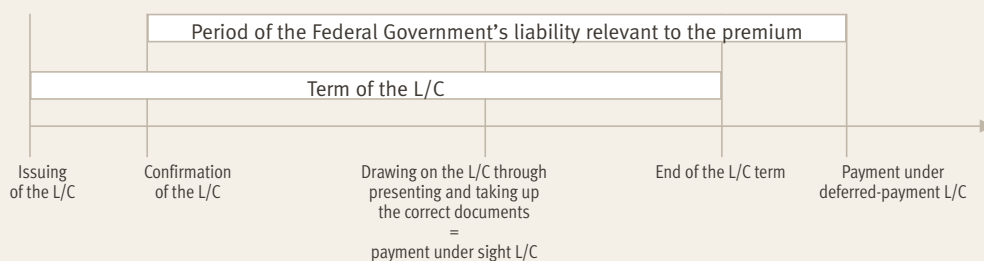 Period of the Federal Government's liability relevant to the premium
Term of the L/C
Issuing
of the L/C
Confirmation
of the L/C
Drawing on the L/C through
presenting and taking up
the correct documents
=
payment under sight L/C
End of the L/C term
Payment under
deferred-payment L/C